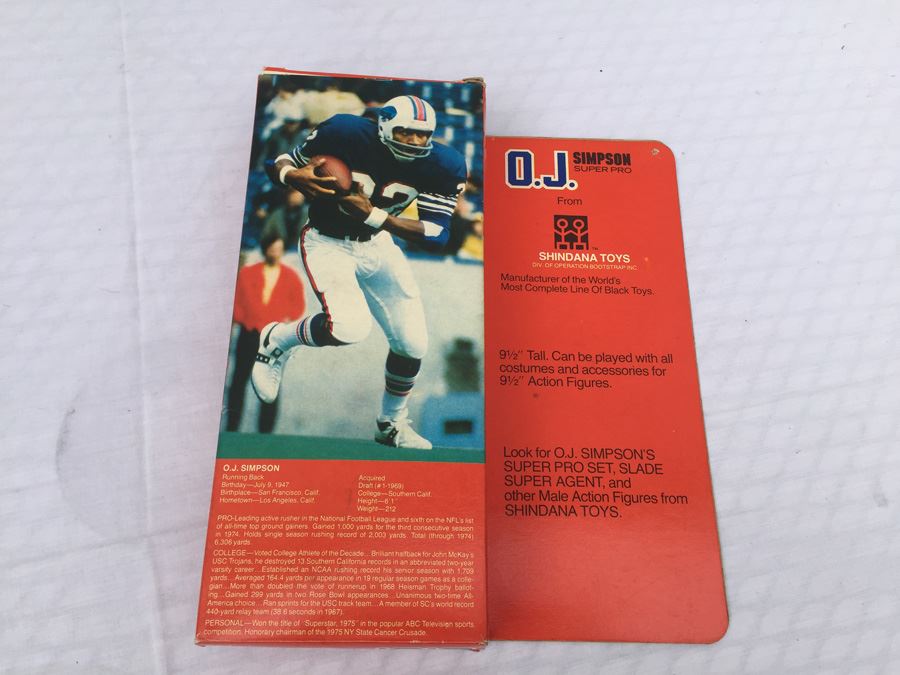 32
2
O.J. SIMPSON
Running Back
Birthday—July 9, 1947
Birthplace—San Francisco, Calif.
Hometown—Los Angeles, Calif.
Acquired
Draft (#1-1969)
College—Southern Calif.
Height—6'1"
Weight—212
PRO-Leading active rusher in the National Football League and sixth on the NFL's list
of all-time top ground gainers. Gained 1,000 yards for the third consecutive season
in 1974. Holds single season rushing record of 2,003 yards. Total (through 1974)
6,306 yards.
COLLEGE—Voted College Athlete of the Decade... Brilliant halfback for John McKay's
USC Trojans, he destroyed 13 Southern California records in an abbreviated two-year
varsity career...Established an NCAA rushing record his senior season with 1,709
yards... Averaged 164.4 yards per appearance in 19 regular season games as a colle-
gian...More than doubled the vote of runnerup in 1968 Heisman Trophy ballot-
ing...Gained 299 yards in two Rose Bowl appearances...Unanimous two-time All-
America choice...Ran sprints for the USC track team...A member of SC's world record
440-yard relay team (38.6 seconds in 1967).
PERSONAL—Won the title of "Superstar, 1975" in the popular ABC Television sports
competition. Honorary chairman of the 1975 NY State Cancer Crusade.
O.J. SIMPSON
SUPER PRO
From
TM
SHINDANA TOYS
DIV. OF OPERATION BOOTSTRAP INC.
Manufacturer of the World's
Most Complete Line Of Black Toys.
9½" Tall. Can be played with all
costumes and accessories for
9½" Action Figures.
Look for O.J. SIMPSON'S
SUPER PRO SET, SLADE
SUPER AGENT, and
other Male Action Figures from
SHINDANA TOYS.